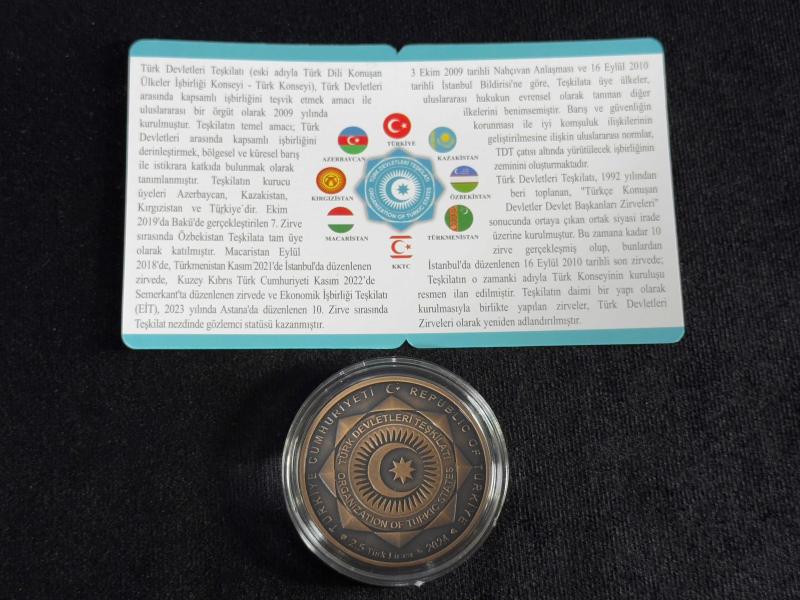 Türk Devletleri Teşkilatı (eski adıyla Türk Dili Konuşan
Ülkeler İşbirliği Konseyi - Türk Konseyi), Türk Devletleri
arasında kapsamlı işbirliğini teşvik etmek amacı ile
uluslararası bir örgüt olarak 2009 yılında
kurulmuştur. Teşkilatın temel amacı; Türk
Devletleri arasında kapsamlı işbirliğini
derinleştirmek, bölgesel ve küresel barış
ile istikrara katkıda bulunmak olarak
tanımlanmıştır. Teşkilatın kurucu
üyeleri Azerbaycan, Kazakistan,
Kırgızistan ve Türkiye'dir. Ekim
2019'da Bakü'de gerçekleştirilen 7. Zirve
sırasında Özbekistan Teşkilata tam üye
olarak katılmıştır. Macaristan Eylül
2018'de, Türkmenistan Kasım'2021'de İstanbul'da düzenlenen
zirvede, Kuzey Kıbrıs Türk Cumhuriyeti Kasım 2022'de
Semerkant'ta düzenlenen zirvede ve Ekonomik İşbirliği Teşkilatı
(EİT), 2023 yılında Astana'da düzenlenen 10. Zirve sırasında
Teşkilat nezdinde gözlemci statüsü kazanmıştır.
TÜRKİYE
AZERBAYCAN
KAZAKİSTAN
KIRGIZİSTAN
ÖZBEKİSTAN
MACARİSTAN
TÜRKMENİSTAN
KKTC
TÜRK DEVLETLERİ TEŞKİLATI
ORGANIZATION OF TURKIC STATES
3 Ekim 2009 tarihli Nahçıvan Anlaşması ve 16 Eylül 2010
tarihli İstanbul Bildirisi'ne göre, Teşkilata üye ülkeler,
uluslararası hukukun evrensel olarak tanınan diğer
ilkelerini benimsemiştir. Barış ve güvenliğin
korunması ile iyi komşuluk ilişkilerinin
geliştirilmesine ilişkin uluslararası normlar,
TDT çatısı altında yürütülecek işbirliğinin
zeminini oluşturmaktadır.
Türk Devletleri Teşkilatı, 1992 yılından
beri toplanan, "Türkçe Konuşan
Devletler Devlet Başkanları Zirveleri"
sonucunda ortaya çıkan ortak siyasi irade
üzerine kurulmuştur. Bu zamana kadar 10
zirve gerçekleşmiş olup, bunlardan
İstanbul'da düzenlenen 16 Eylül 2010 tarihli son zirvede;
Teşkilatın o zamanki adıyla Türk Konseyinin kuruluşu
resmen ilan edilmiştir. Teşkilatın daimi bir yapı olarak
kurulmasıyla birlikte yapılan zirveler, Türk Devletleri
Zirveleri olarak yeniden adlandırılmıştır.
TÜRKİYE CUMHURİYETİ REPUBLIC OF TÜRKİYE
TÜRK DEVLETLERİ TEŞKİLATI
ORGANIZATION OF TURKIC STATES
2.5 Türk Lirası 2024